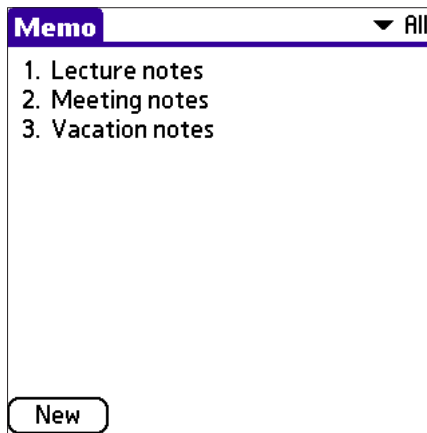 Memo
All
1. Lecture notes
2. Meeting notes
3. Vacation notes
New